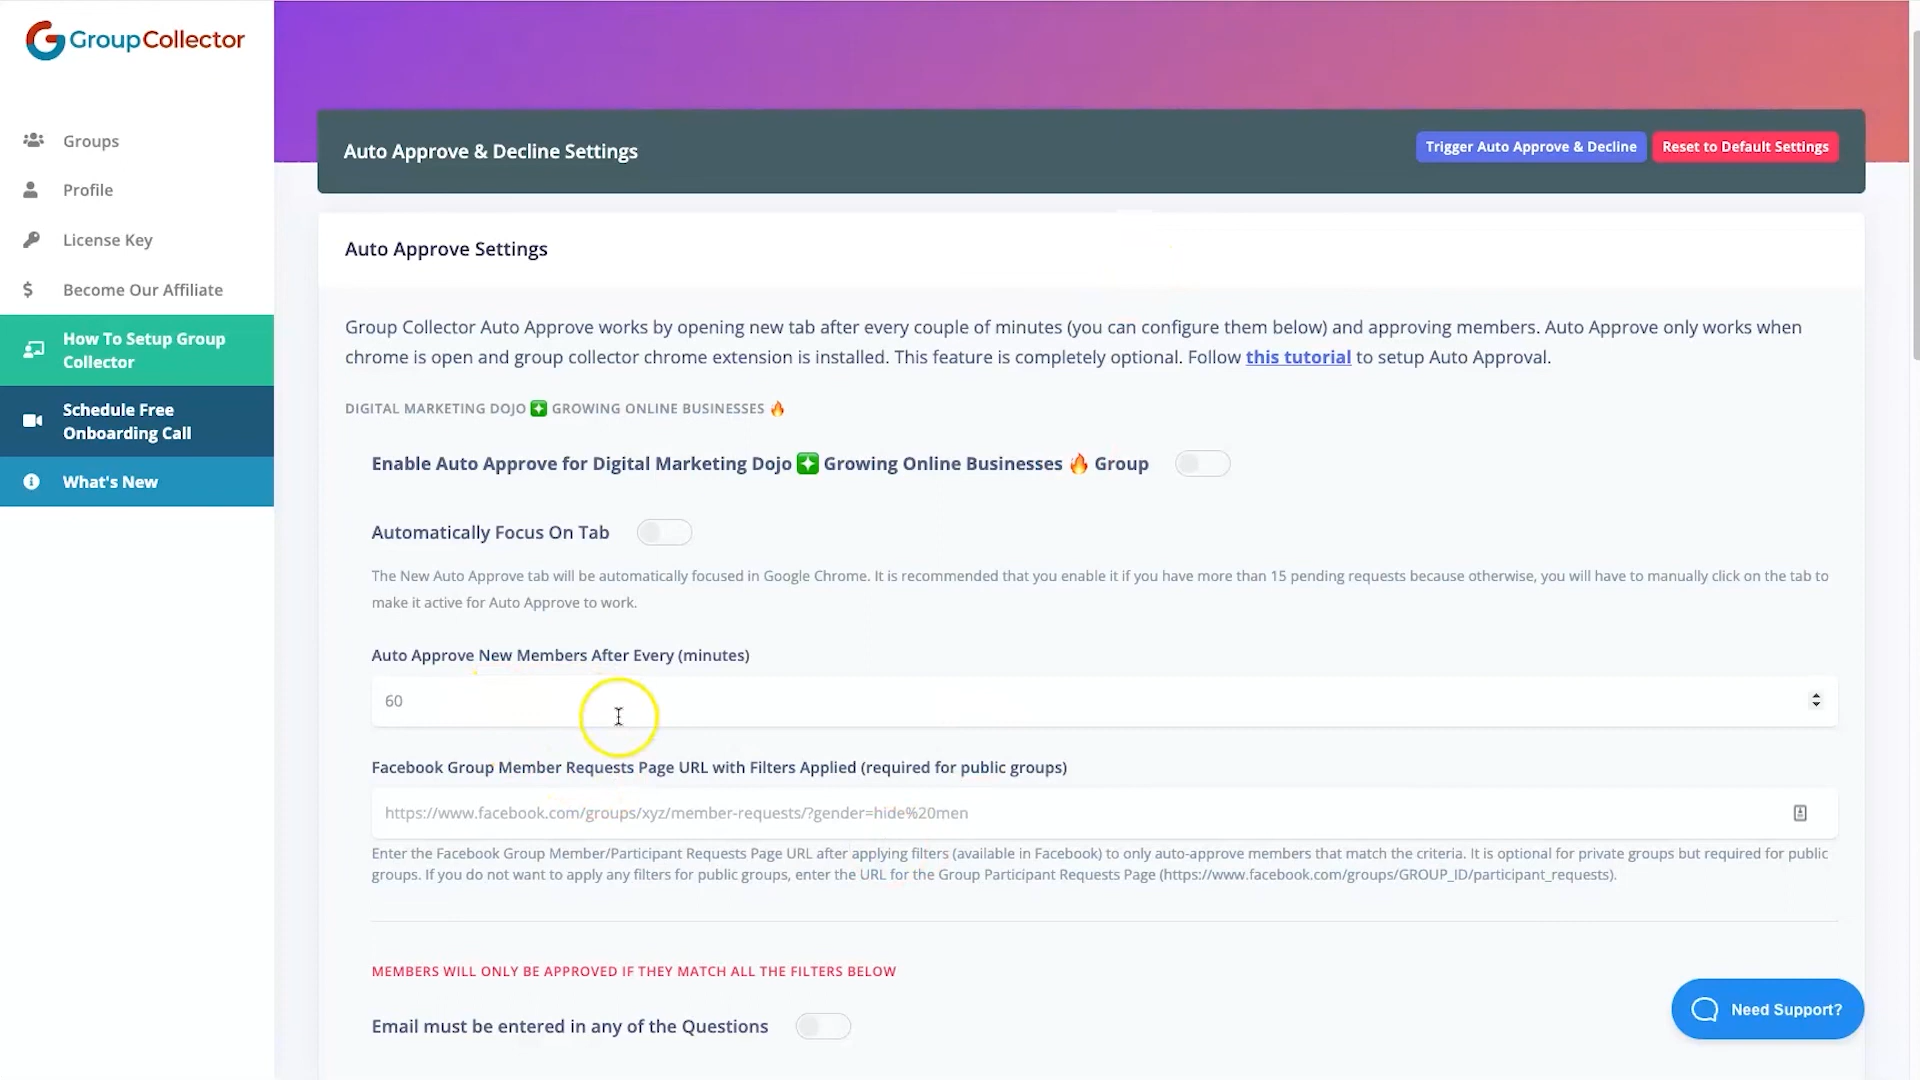 GroupCollector
Groups
Profile
License Key
Become Our Affiliate
How To Setup Group
Collector
Schedule Free
Onboarding Call
What's New
Auto Approve & Decline Settings
Trigger Auto Approve & Decline
Reset to Default Settings
Auto Approve Settings
Group Collector Auto Approve works by opening new tab after every couple of minutes (you can configure them below) and approving members. Auto Approve only works when
chrome is open and group collector chrome extension is installed. This feature is completely optional. Follow this tutorial to setup Auto Approval.
DIGITAL MARKETING DOJO ❇️ GROWING ONLINE BUSINESSES 🔥
Enable Auto Approve for Digital Marketing Dojo ❇️ Growing Online Businesses 🔥 Group
Automatically Focus On Tab
The New Auto Approve tab will be automatically focused in Google Chrome. It is recommended that you enable it if you have more than 15 pending requests because otherwise, you will have to manually click on the tab to
make it active for Auto Approve to work.
Auto Approve New Members After Every (minutes)
60
Facebook Group Member Requests Page URL with Filters Applied (required for public groups)
https://www.facebook.com/groups/xyz/member-requests/?gender=hide%20men
Enter the Facebook Group Member/Participant Requests Page URL after applying filters (available in Facebook) to only auto-approve members that match the criteria. It is optional for private groups but required for public
groups. If you do not want to apply any filters for public groups, enter the URL for the Group Participant Requests Page (https://www.facebook.com/groups/GROUP_ID/participant_requests).
MEMBERS WILL ONLY BE APPROVED IF THEY MATCH ALL THE FILTERS BELOW
Email must be entered in any of the Questions
Need Support?